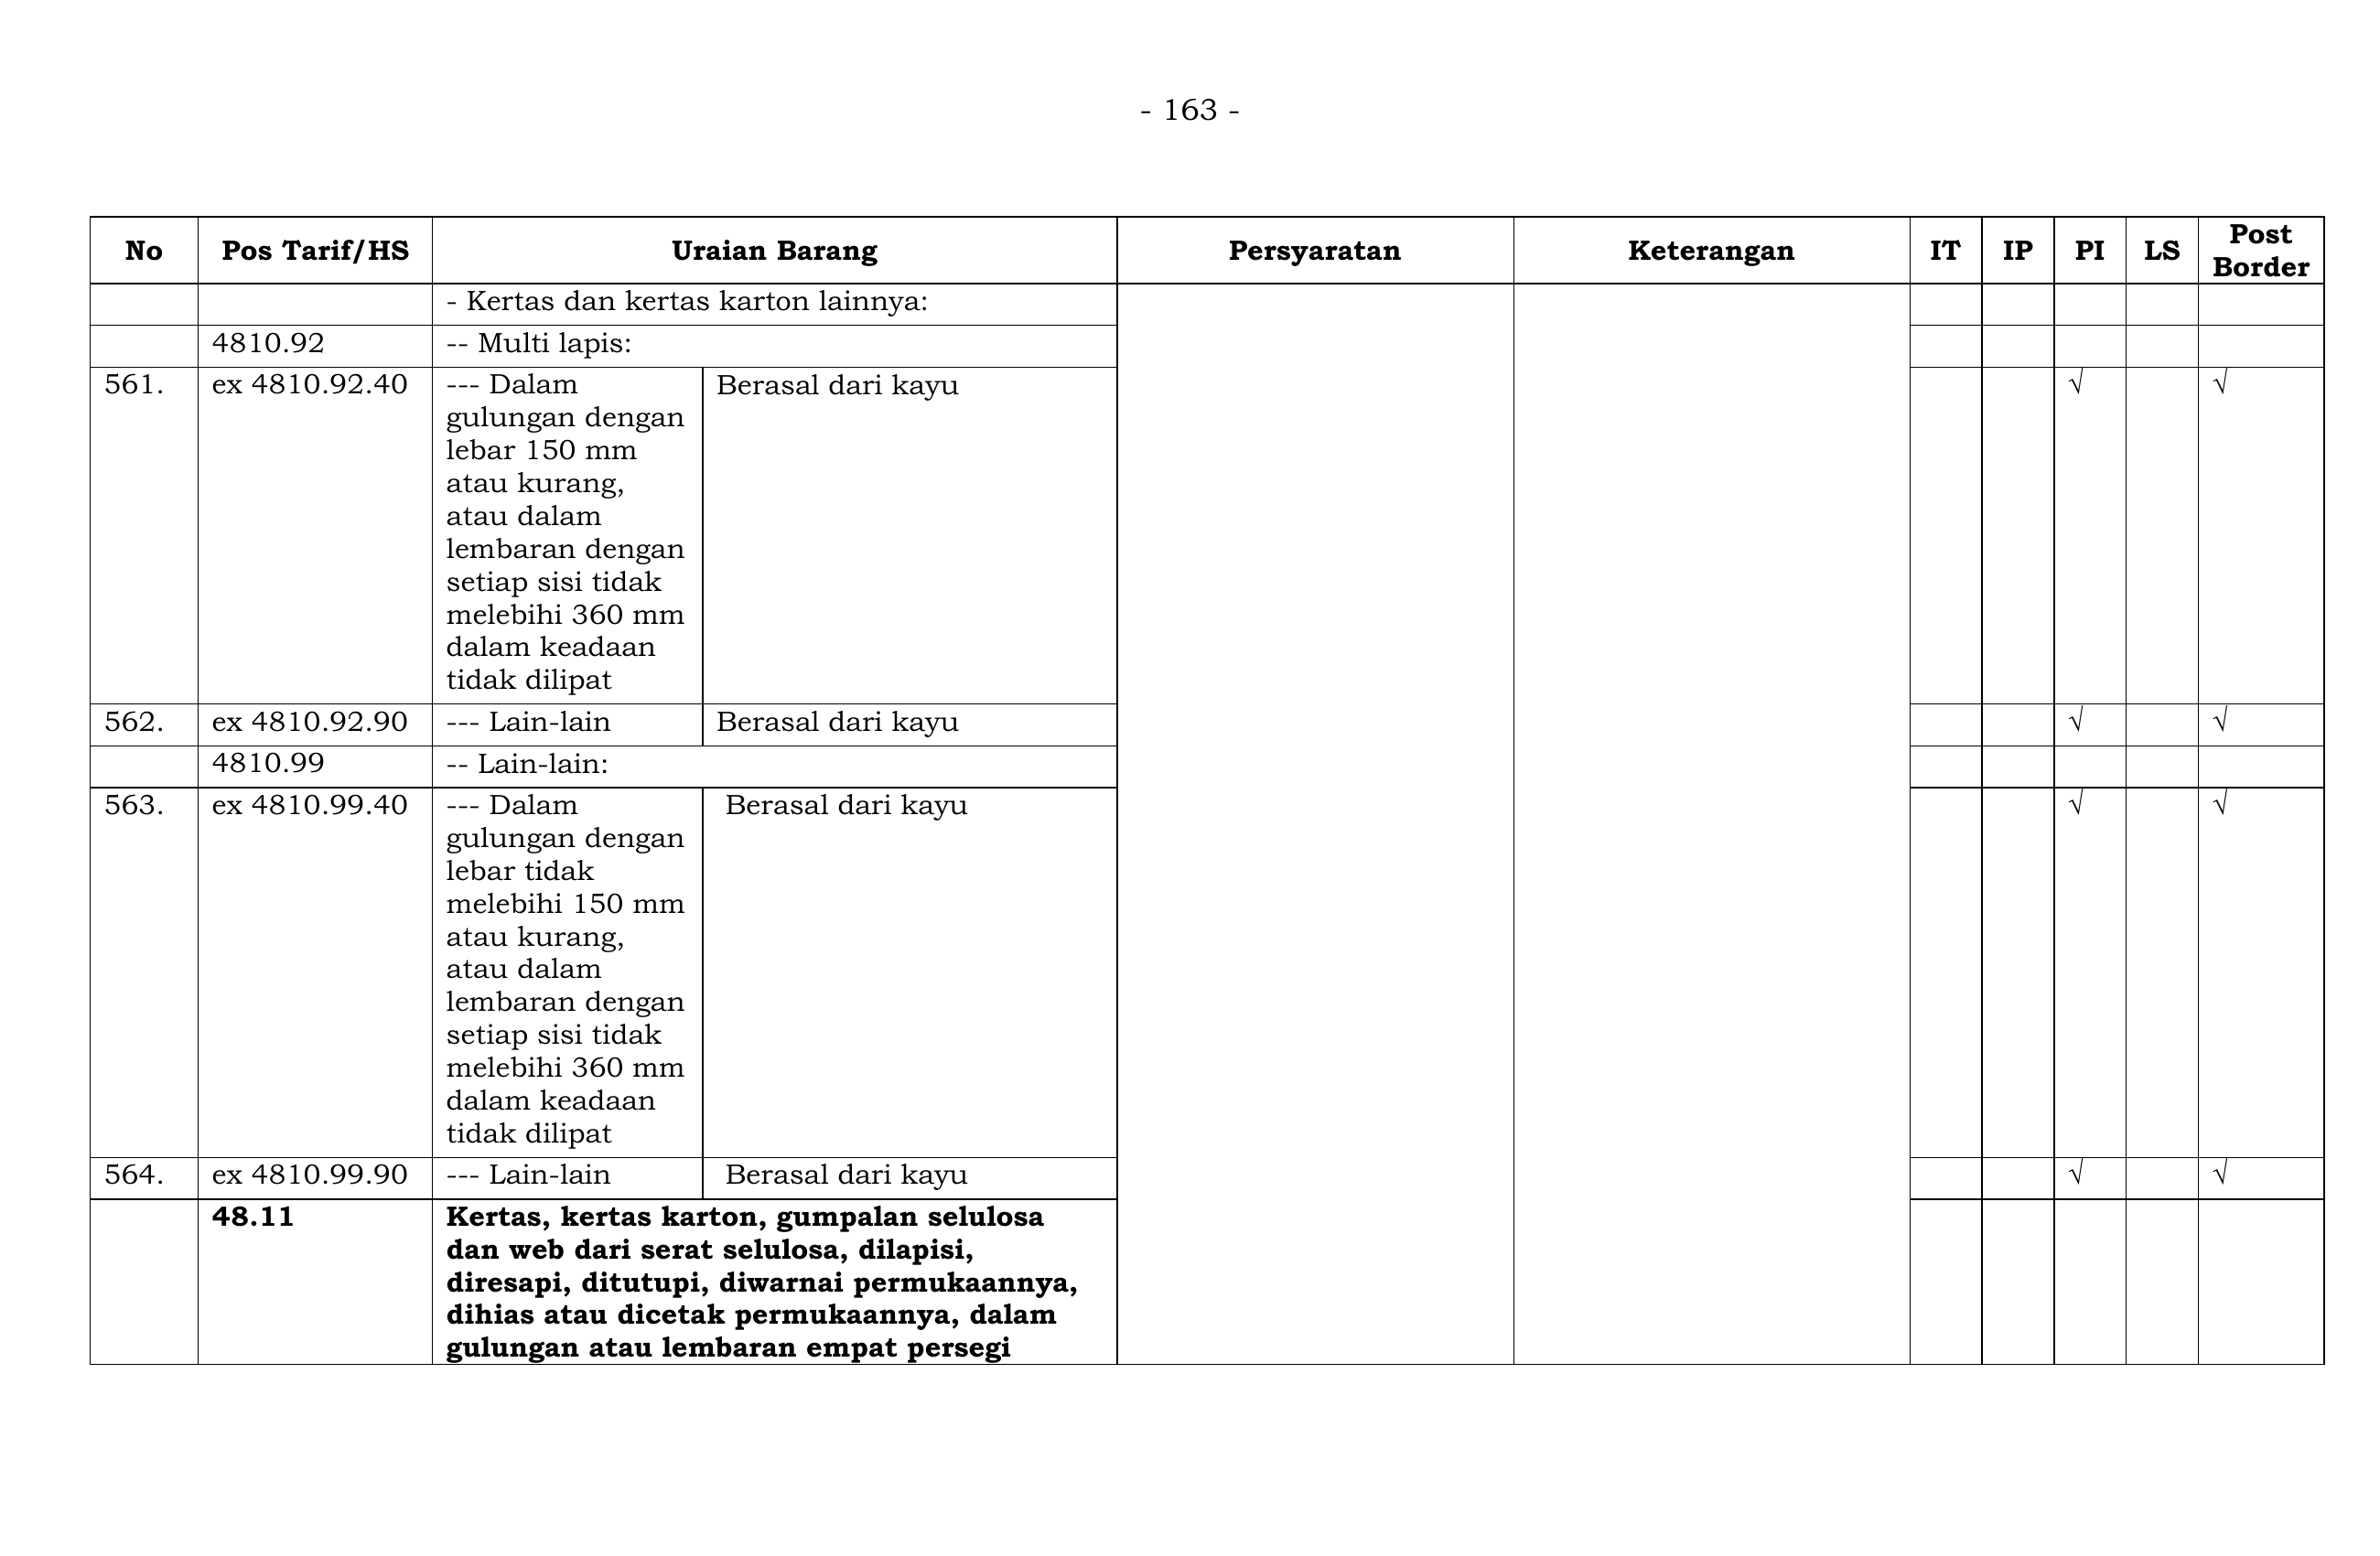 - 163 -
No Pos Tarif/HS Uraian Barang Persyaratan Keterangan IT IP PI LS Post Border
- Kertas dan kertas karton lainnya:
4810.92 -- Multi lapis:
561. ex 4810.92.40 --- Dalam Berasal dari kayu √ √
gulungan dengan
lebar 150 mm
atau kurang,
atau dalam
lembaran dengan
setiap sisi tidak
melebihi 360 mm
dalam keadaan
tidak dilipat
562. ex 4810.92.90 --- Lain-lain Berasal dari kayu √ √
4810.99 -- Lain-lain:
563. ex 4810.99.40 --- Dalam Berasal dari kayu √ √
gulungan dengan
lebar tidak
melebihi 150 mm
atau kurang,
atau dalam
lembaran dengan
setiap sisi tidak
melebihi 360 mm
dalam keadaan
tidak dilipat
564. ex 4810.99.90 --- Lain-lain Berasal dari kayu √ √
48.11 Kertas, kertas karton, gumpalan selulosa
dan web dari serat selulosa, dilapisi,
diresapi, ditutupi, diwarnai permukaannya,
dihias atau dicetak permukaannya, dalam
gulungan atau lembaran empat persegi